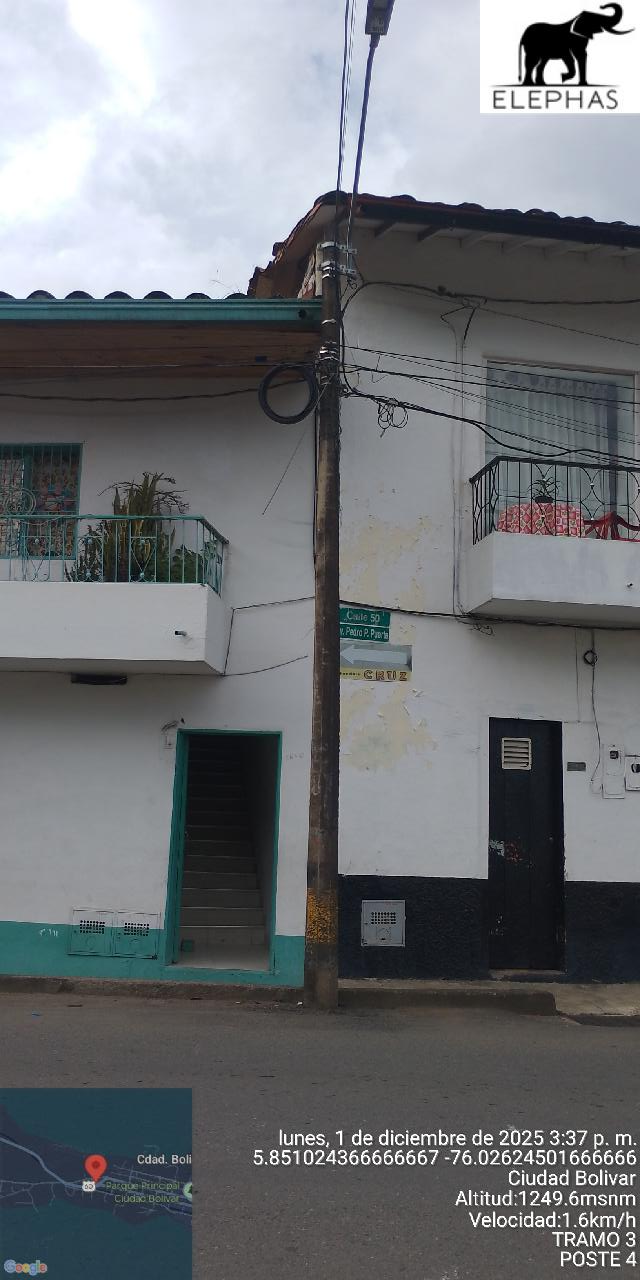 ELEPHAS
Calle 50
Av. Pedro P. Puerta
CRUZ
Cdad. Boli
60
Parque Principal
Ciudad Bolívar
Google
lunes, 1 de diciembre de 2025 3:37 p. m.
5.851024366666667 -76.02624501666666
Ciudad Bolivar
Altitud:1249.6msnm
Velocidad:1.6km/h
TRAMO 3
POSTE 4